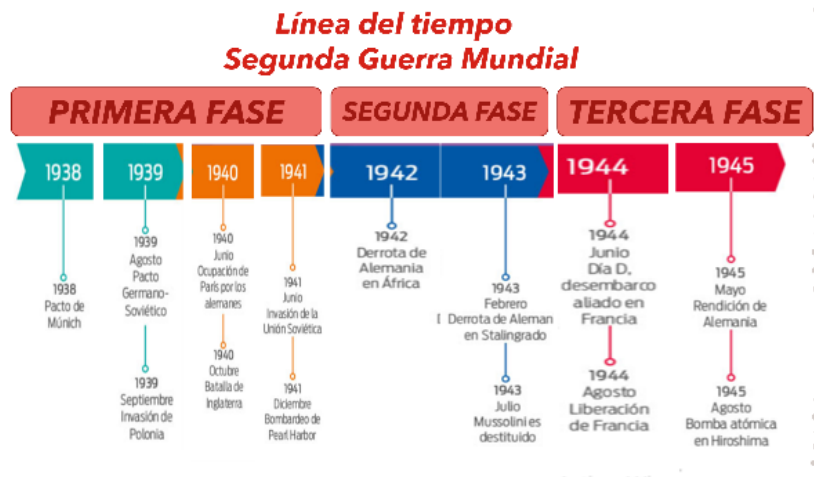 Línea del tiempo
Segunda Guerra Mundial
PRIMERA FASE
SEGUNDA FASE
TERCERA FASE
1938
1939
1940
1941
1942
1943
1944
1945
1938
Pacto de
Múnich
1939
Agosto
Pacto
Germano-
Soviético
1939
Septiembre
Invasión de
Polonia
1940
Junio
Ocupación de
París por los
alemanes
1940
Octubre
Batalla de
Inglaterra
1941
Junio
Invasión de la
Unión Soviética
1941
Diciembre
Bombardeo de
Pearl Harbor
1942
Derrota de
Alemania
en África
1943
Febrero
Derrota de Aleman
en Stalingrado
1943
Julio
Mussolini es
destituido
1944
Junio
Día D,
desembarco
aliado en
Francia
1944
Agosto
Liberación
de Francia
1945
Mayo
Rendición de
Alemania
1945
Agosto
Bomba atómica
en Hiroshima